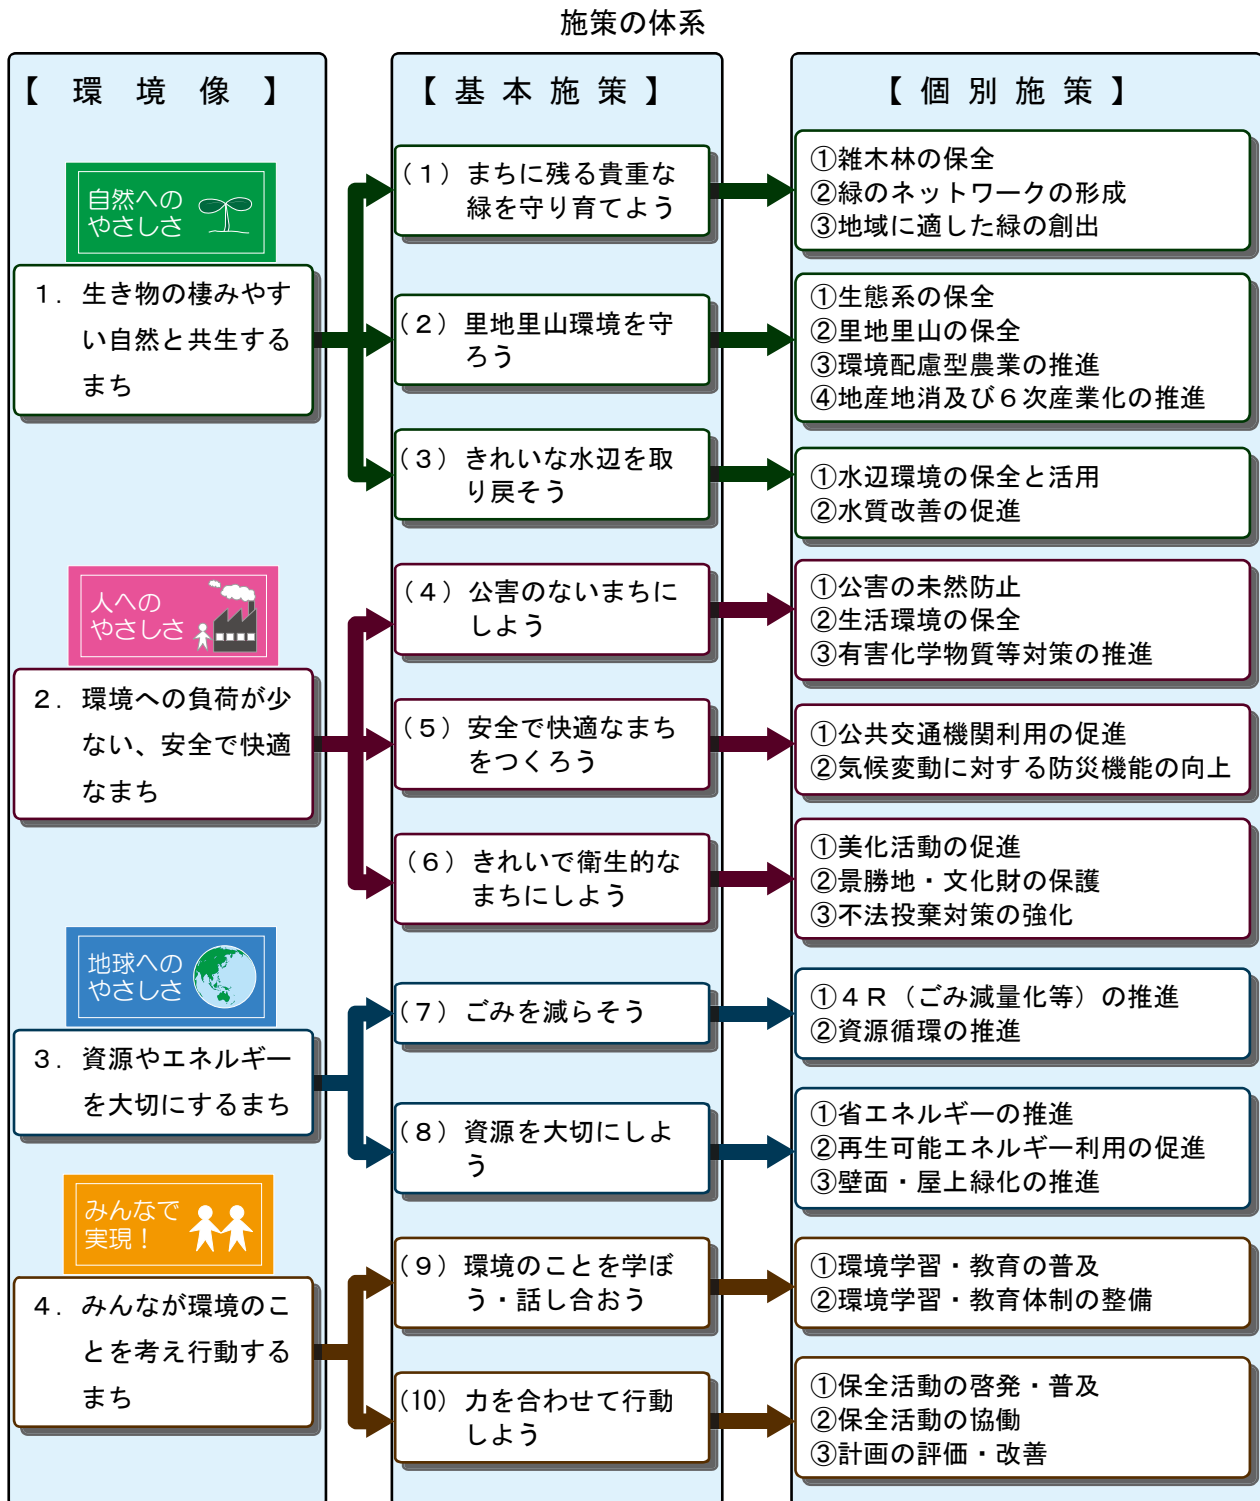 施策の体系
【 環 境 像 】
【 基 本 施 策 】
【 個 別 施 策 】
自然への
やさしさ
1. 生き物の棲みやす
い自然と共生する
まち
(1) まちに残る貴重な
緑を守り育てよう
①雑木林の保全
②緑のネットワークの形成
③地域に適した緑の創出
(2) 里地里山環境を守
ろう
①生態系の保全
②里地里山の保全
③環境配慮型農業の推進
④地産地消及び6次産業化の推進
(3) きれいな水辺を取
り戻そう
①水辺環境の保全と活用
②水質改善の促進
人への
やさしさ
2. 環境への負荷が少
ない、安全で快適
なまち
(4) 公害のないまちに
しよう
①公害の未然防止
②生活環境の保全
③有害化学物質等対策の推進
(5) 安全で快適なまち
をつくろう
①公共交通機関利用の促進
②気候変動に対する防災機能の向上
(6) きれいで衛生的な
まちにしよう
①美化活動の促進
②景勝地・文化財の保護
③不法投棄対策の強化
地球への
やさしさ
3. 資源やエネルギー
を大切にするまち
(7) ごみを減らそう
①4R（ごみ減量化等）の推進
②資源循環の推進
(8) 資源を大切にしよ
う
①省エネルギーの推進
②再生可能エネルギー利用の促進
③壁面・屋上緑化の推進
みんなで
実現！
4. みんなが環境のこ
とを考え行動する
まち
(9) 環境のことを学ぼ
う・話し合おう
①環境学習・教育の普及
②環境学習・教育体制の整備
(10) 力を合わせて行動
しよう
①保全活動の啓発・普及
②保全活動の協働
③計画の評価・改善